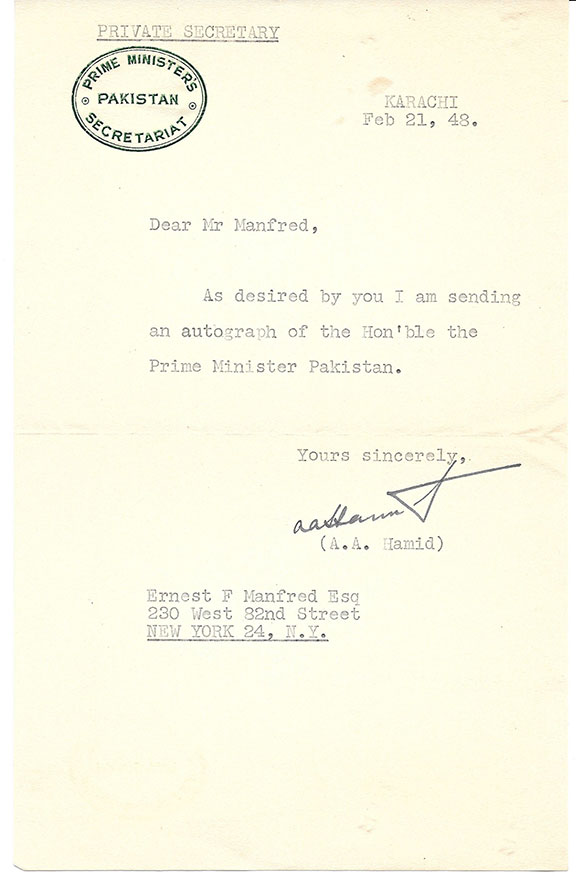 PRIVATE SECRETARY
PRIME MINISTER'S
PAKISTAN
SECRETARIAT
KARACHI
Feb 21, 48.
Dear Mr Manfred,
As desired by you I am sending
an autograph of the Hon'ble the
Prime Minister Pakistan.
Yours sincerely,
aaHamid
(A.A. Hamid)
Ernest F Manfred Esq
230 West 82nd Street
NEW YORK 24, N.Y.